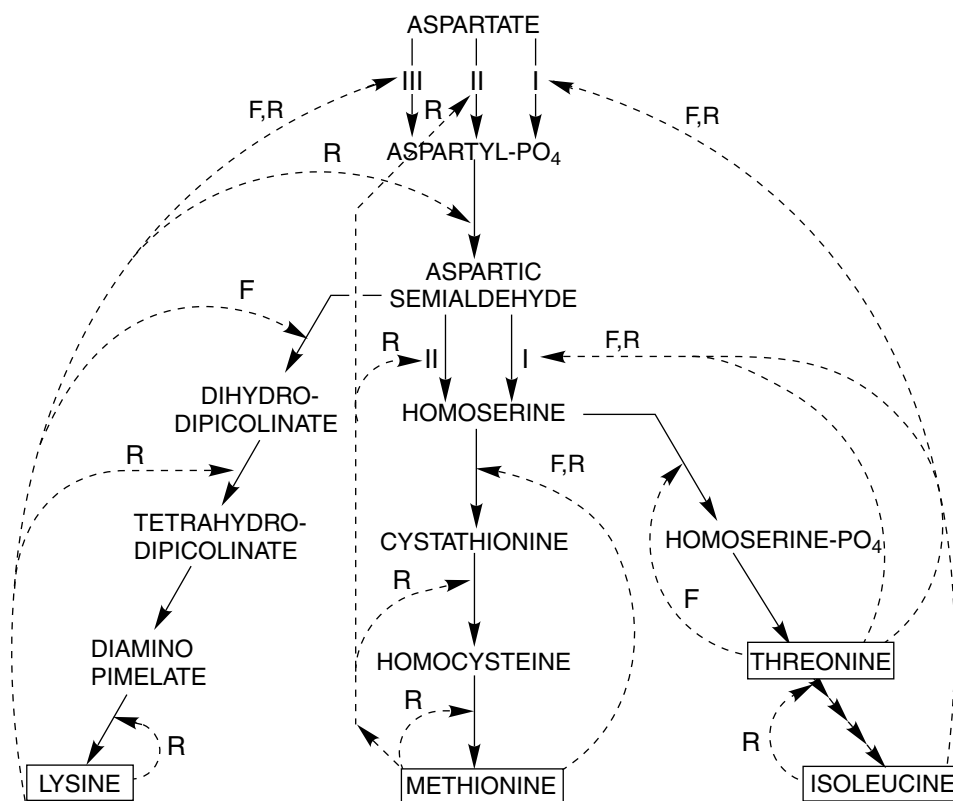 ASPARTATE
III II I
F,R
R
F,R
ASPARTYL-PO4
R
ASPARTIC
SEMIALDEHYDE
F
R
II
I
F,R
DIHYDRO-
DIPICOLINATE
HOMOSERINE
R
F,R
TETRAHYDRO-
DIPICOLINATE
CYSTATHIONINE
HOMOSERINE-PO4
R
F
DIAMINO
PIMELATE
HOMOCYSTEINE
THREONINE
R
R
R
LYSINE
METHIONINE
ISOLEUCINE